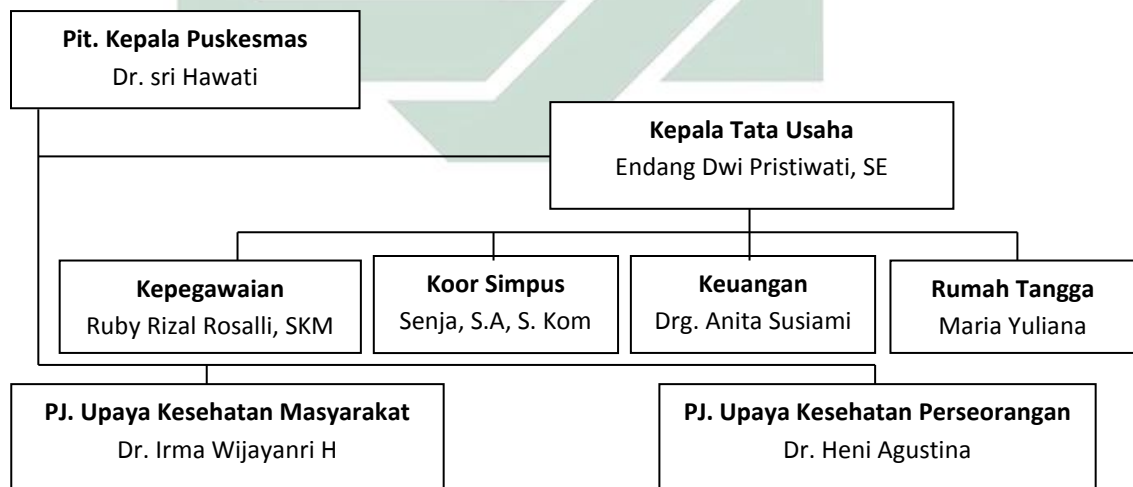 Pit. Kepala Puskesmas
Dr. sri Hawati
Kepala Tata Usaha
Endang Dwi Pristiwati, SE
Kepegawaian
Ruby Rizal Rosalli, SKM
Koor Simpus
Senja, S.A, S. Kom
Keuangan
Drg. Anita Susiami
Rumah Tangga
Maria Yuliana
PJ. Upaya Kesehatan Masyarakat
Dr. Irma Wijayanri H
PJ. Upaya Kesehatan Perseorangan
Dr. Heni Agustina